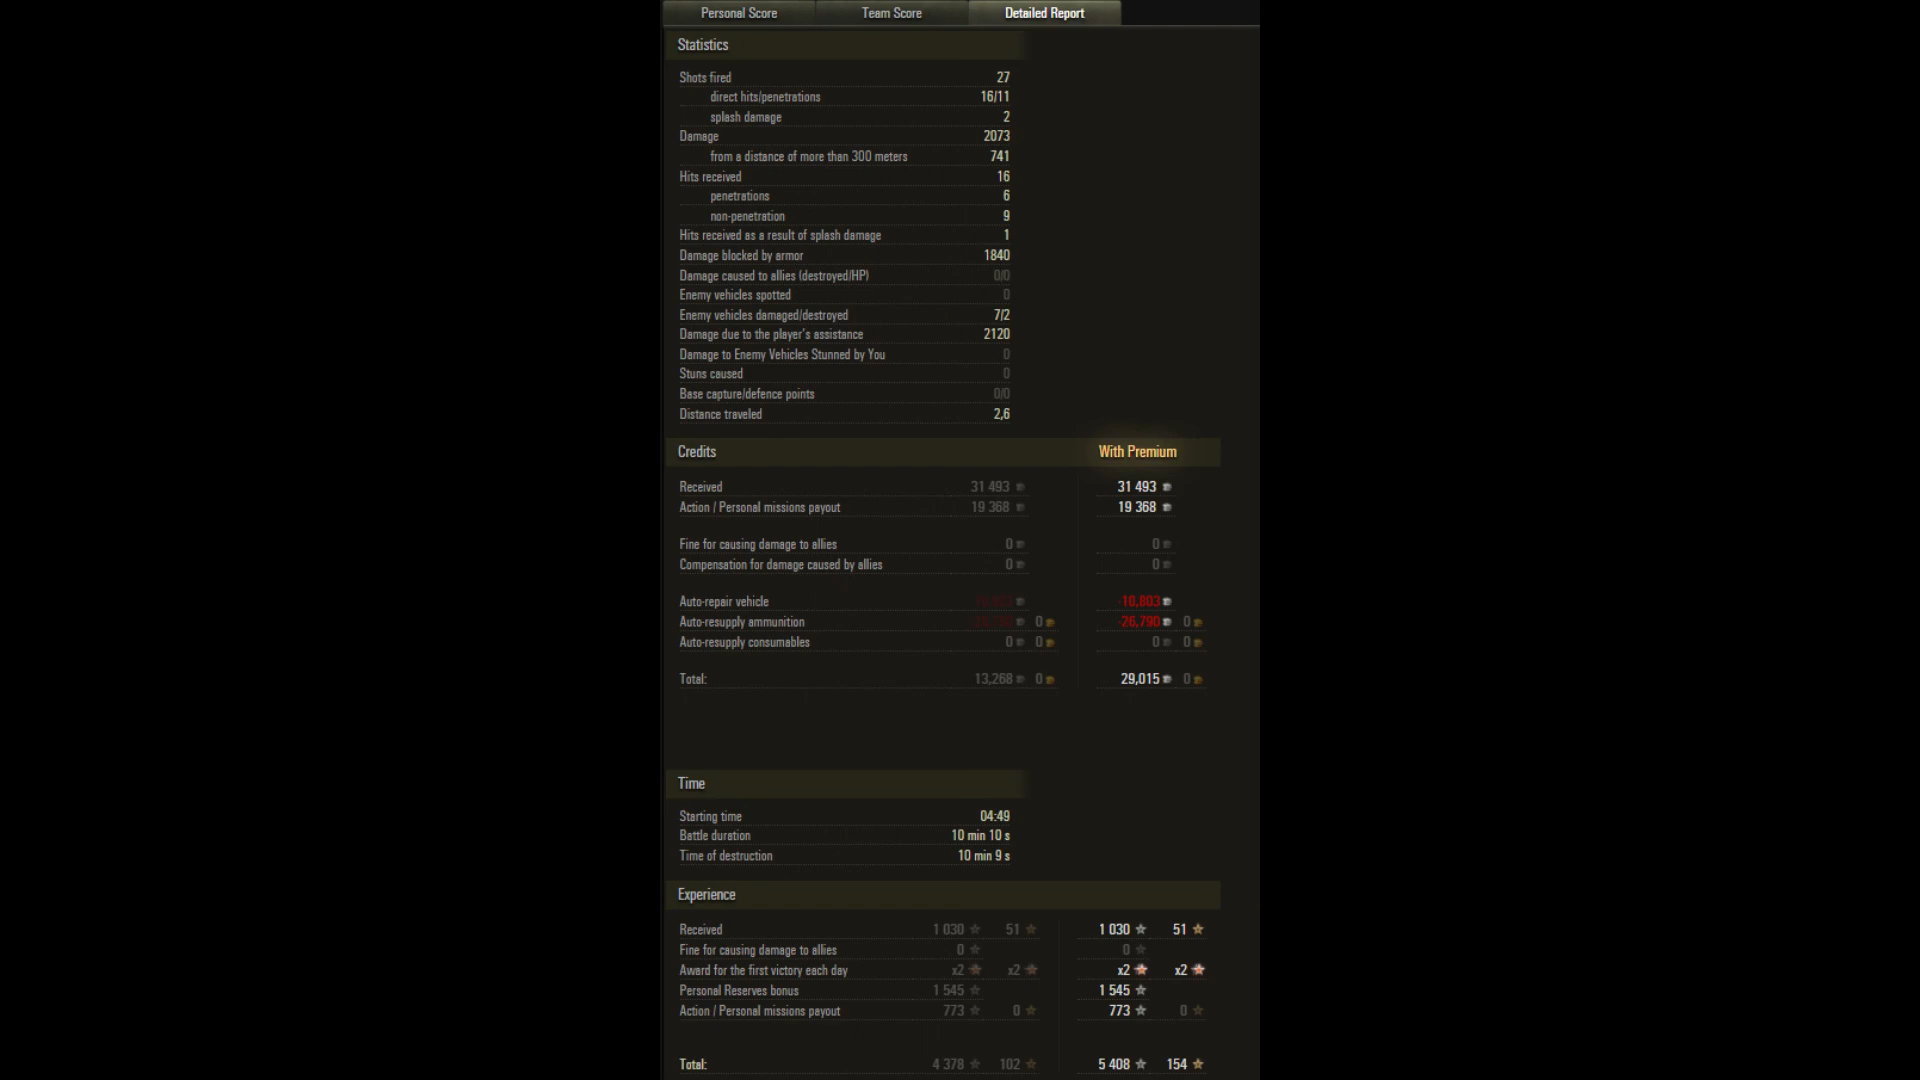 Personal Score Team Score Detailed Report
Statistics
Shots fired 27
direct hits/penetrations 16/11
splash damage 2
Damage 2073
from a distance of more than 300 meters 741
Hits received 16
penetrations 6
non-penetration 9
Hits received as a result of splash damage 1
Damage blocked by armor 1840
Damage caused to allies (destroyed/HP) 0/0
Enemy vehicles spotted 0
Enemy vehicles damaged/destroyed 7/2
Damage due to the player's assistance 2120
Damage to Enemy Vehicles Stunned by You 0
Stuns caused 0
Base capture/defence points 0/0
Distance traveled 2,6
Credits With Premium
Received 31 493 31 493
Action / Personal missions payout 19 368 19 368
Fine for causing damage to allies 0 0
Compensation for damage caused by allies 0 0
Auto-repair vehicle -10,803
Auto-resupply ammunition 0 -26,790 0
Auto-resupply consumables 0 0 0 0
Total: 13,268 0 29,015 0
Time
Starting time 04:49
Battle duration 10 min 10 s
Time of destruction 10 min 9 s
Experience
Received 1 030 51 1 030 51
Fine for causing damage to allies 0 0
Award for the first victory each day x2 x2 x2 x2
Personal Reserves bonus 1 545 1 545
Action / Personal missions payout 773 0 773 0
Total: 4 378 102 5 408 154